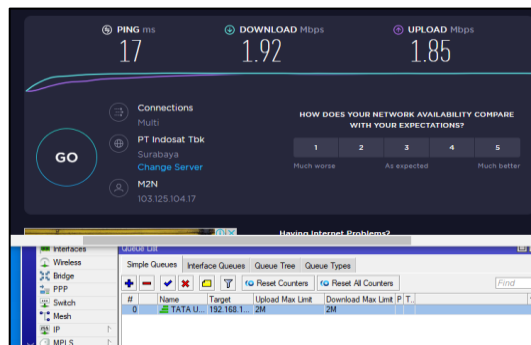 PING ms
DOWNLOAD Mbps
UPLOAD Mbps
17
1.92
1.85
Connections
Multi
PT Indosat Tbk
Surabaya
Change Server
M2N
103.125.104.17
GO
HOW DOES YOUR NETWORK AVAILABILITY COMPARE
WITH YOUR EXPECTATIONS?
1 2 3 4 5
Much worse As expected Much better
Having Internet Problems?
Interfaces
Wireless
Bridge
PPP
Switch
Mesh
IP
MPLS
Queue List
Simple Queues Interface Queues Queue Tree Queue Types
Reset Counters Reset All Counters Find
# Name Target Upload Max Limit Download Max Limit P T..
0 TATA U... 192.168.1... 2M 2M